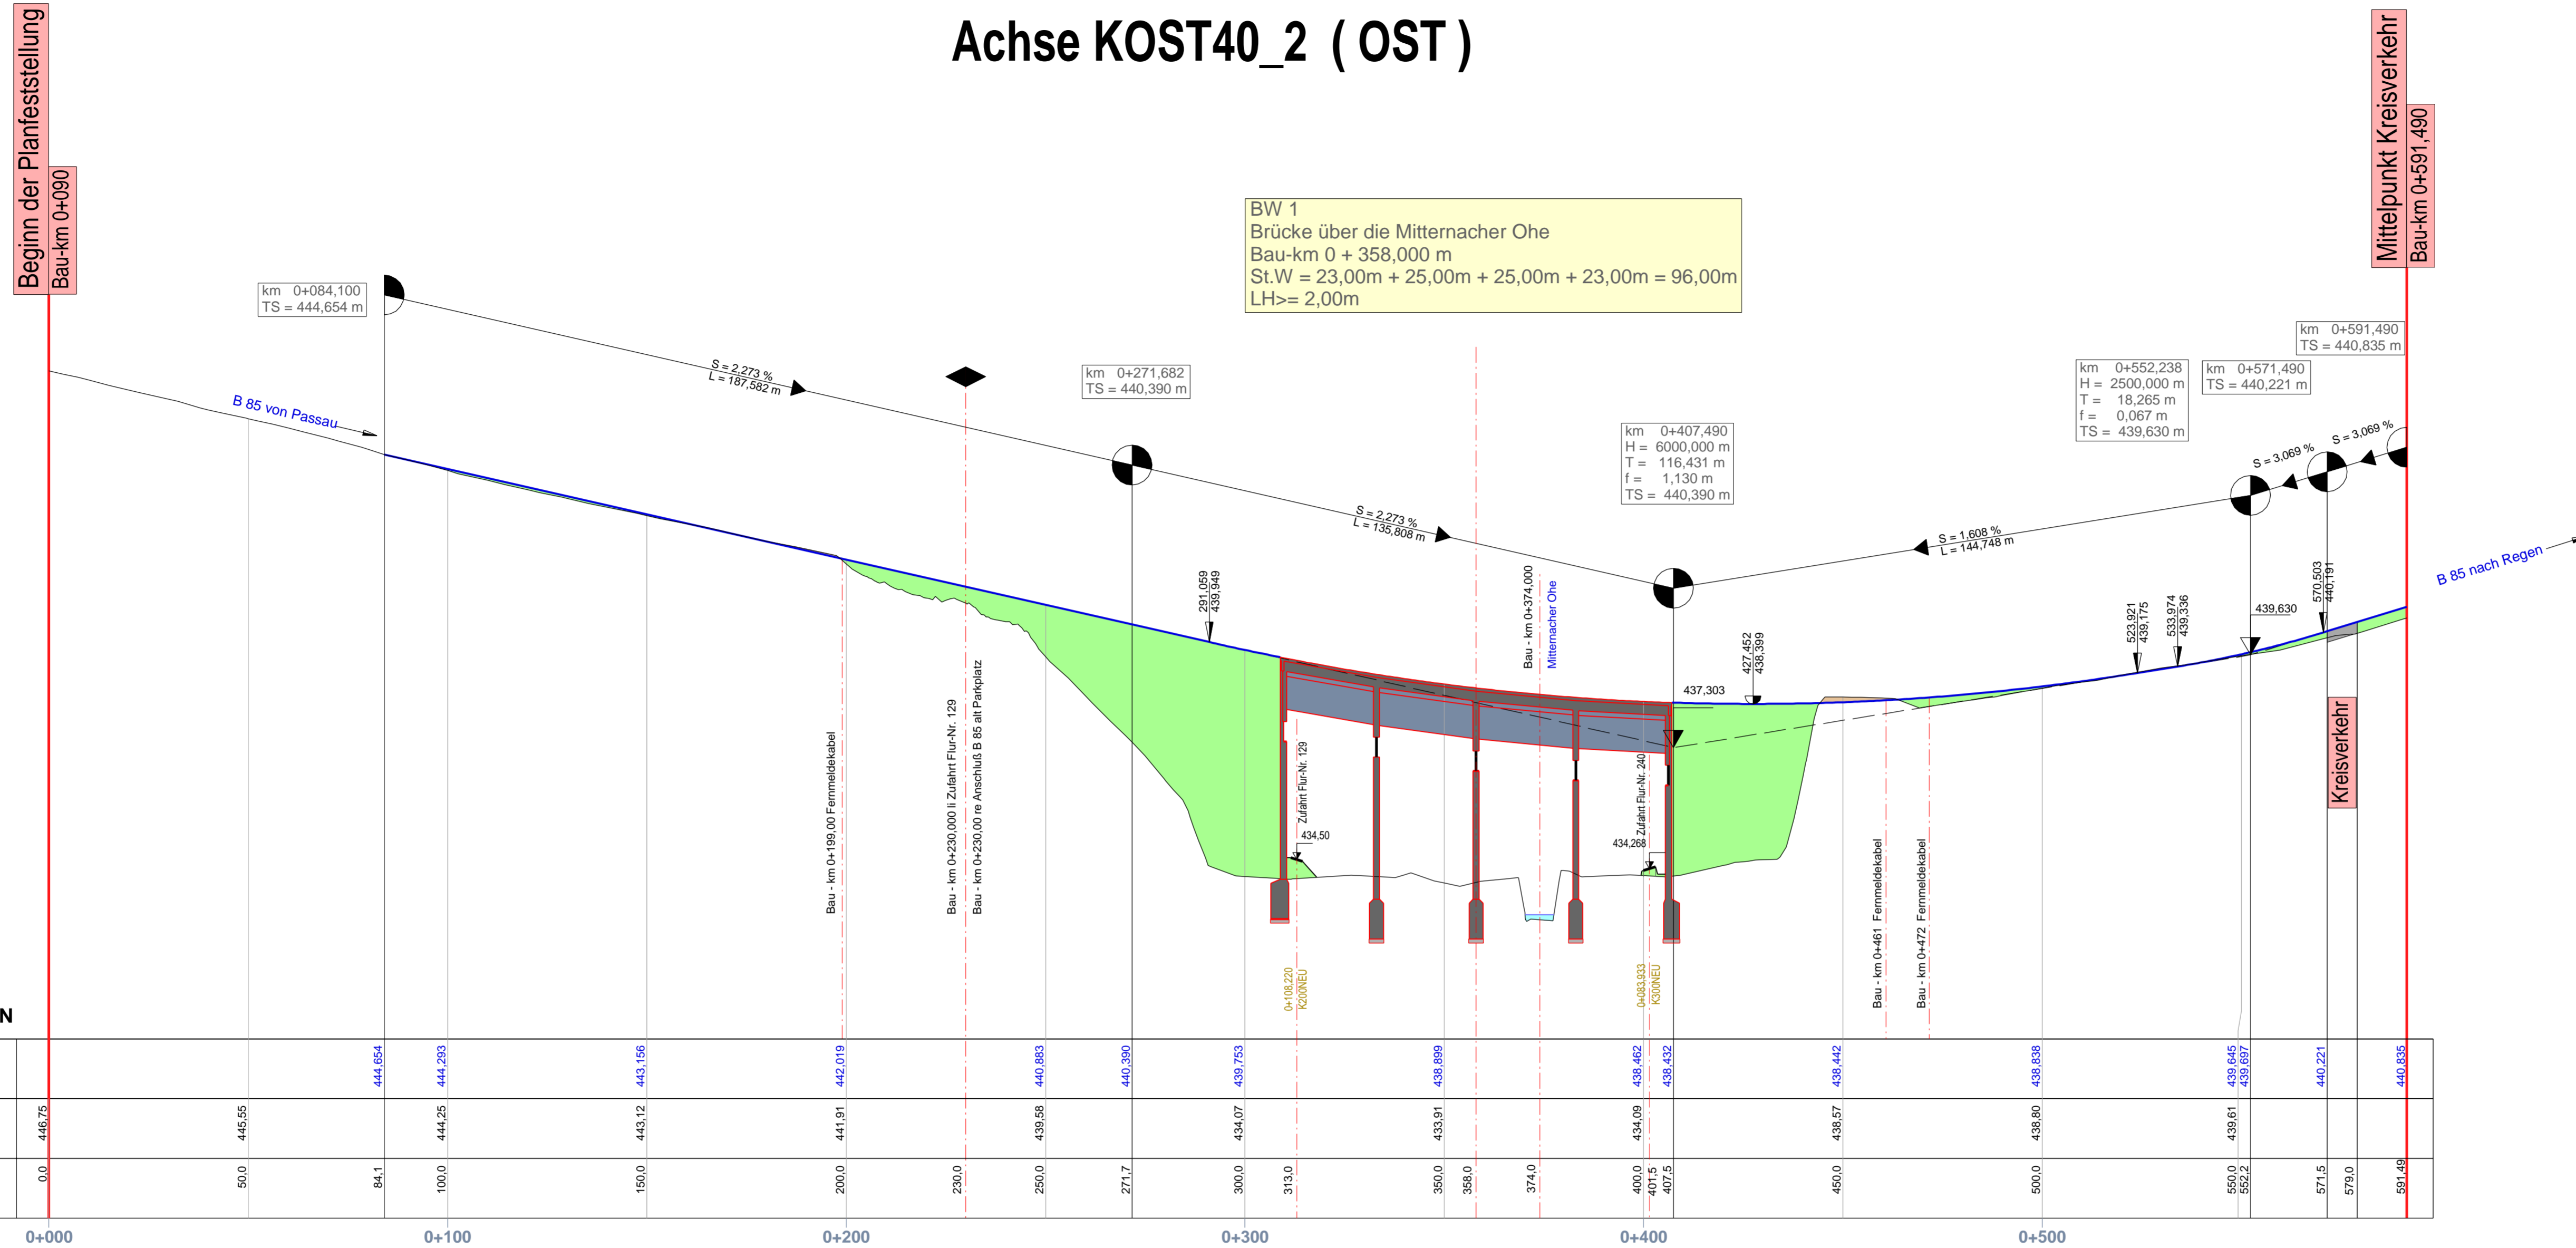 Achse KOST40_2 ( OST )
Beginn der Planfeststellung
Bau-km 0+090
Mittelpunkt Kreisverkehr
Bau-km 0+591,490
BW 1
Brücke über die Mitternacher Ohe
Bau-km 0 + 358,000 m
St.W = 23,00m + 25,00m + 25,00m + 23,00m = 96,00m
LH>= 2,00m
km 0+084,100
TS = 444,654 m
S = 2,273 %
L = 187,582 m
km 0+271,682
TS = 440,390 m
S = 2,273 %
L = 135,808 m
km 0+407,490
H = 6000,000 m
T = 116,431 m
f = 1,130 m
TS = 440,390 m
S = 1,608 %
L = 144,748 m
km 0+552,238
H = 2500,000 m
T = 18,265 m
f = 0,067 m
TS = 439,630 m
km 0+571,490
TS = 440,221 m
km 0+591,490
TS = 440,835 m
S = 3,069 %
S = 3,069 %
B 85 von Passau
B 85 nach Regen
291,059
439,949
Bau - km 0+374,000
Mitternacher Ohe
437,303
427,452
438,399
523,921
439,175
533,974
439,336
439,630
570,503
440,191
Kreisverkehr
Bau - km 0+199,00 Fernmeldekabel
Bau - km 0+230,000 li Zufahrt Flur-Nr. 129
Bau - km 0+230,00 re Anschluß B 85 alt Parkplatz
Zufahrt Flur-Nr. 129
434,50
Zufahrt Flur-Nr. 240
434,268
0+108,220
K200NEU
0+083,933
K300NEU
Bau - km 0+461 Fernmeldekabel
Bau - km 0+472 Fernmeldekabel
N
444,654
444,293
443,156
442,019
440,883
440,390
439,753
438,899
438,462
438,432
438,442
438,838
439,645
439,697
440,221
440,835
446,75
445,55
444,25
443,12
441,91
439,58
434,07
433,91
434,09
438,57
438,80
439,61
0,0
50,0
84,1
100,0
150,0
200,0
230,0
250,0
271,7
300,0
313,0
350,0
358,0
374,0
400,0
401,5
407,5
450,0
500,0
550,0
552,2
571,5
579,0
591,49
0+000
0+100
0+200
0+300
0+400
0+500